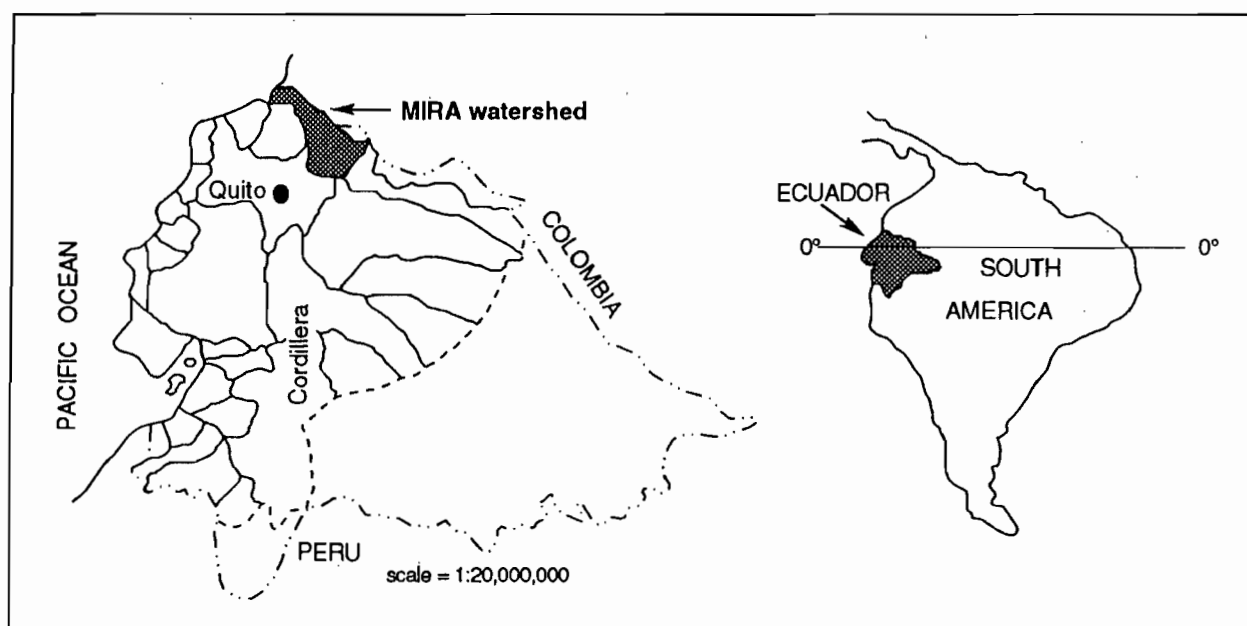 MIRA watershed
Quito
PACIFIC OCEAN
Cordillera
COLOMBIA
PERU
scale = 1:20,000,000
ECUADOR
0°
0°
SOUTH
AMERICA